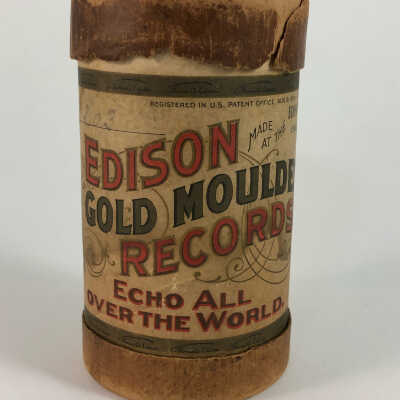 REGISTERED IN U.S. PATENT OFFICE,
MADE
AT THE
EDISON
GOLD MOULDE
RECORDS
ECHO ALL
OVER THE WORLD.